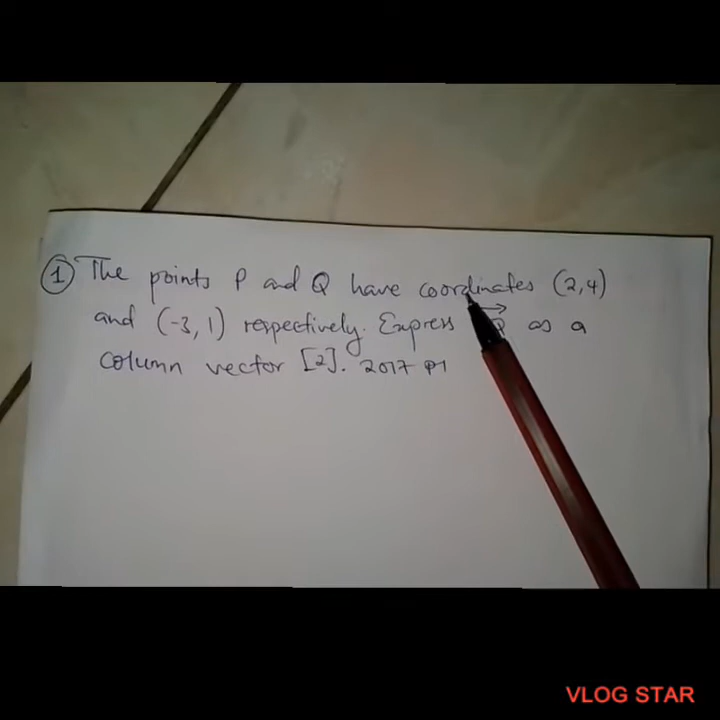 ① The points P and Q have coordinates (2,4)
and (-3, 1) respectively. Express Q as a
column vector [2]. 2017 P1
VLOG STAR